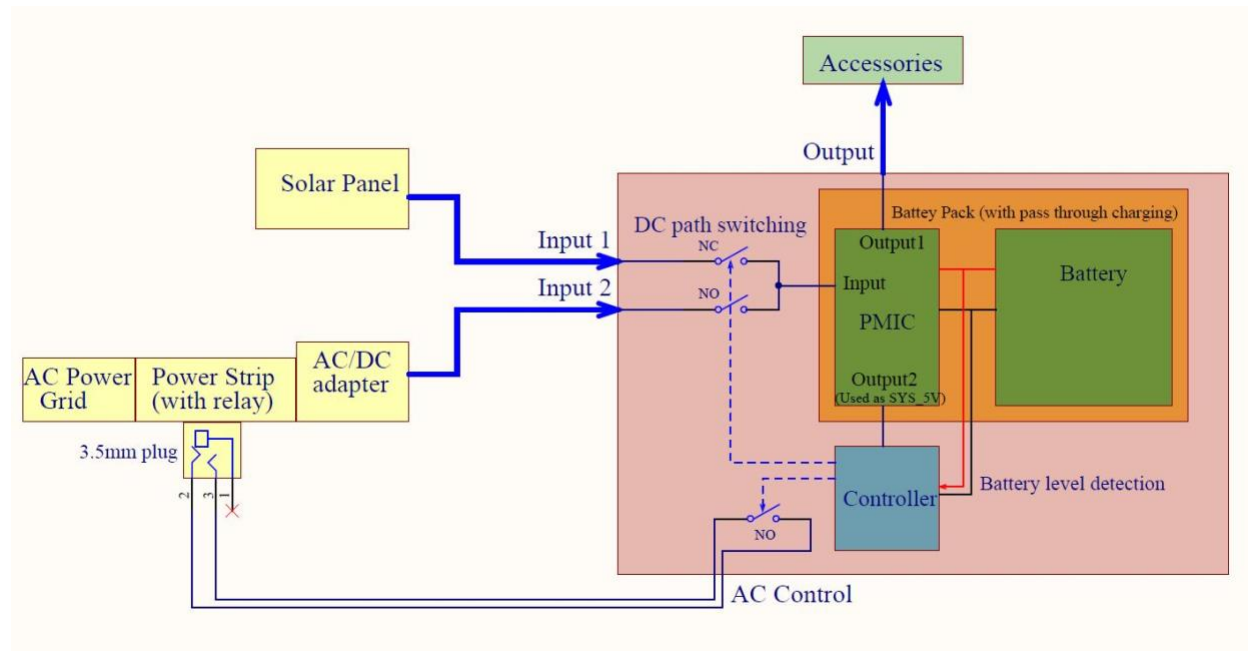 Accessories
Output
Solar Panel
Battey Pack (with pass through charging)
DC path switching
Output1
Input 1
NC
Battery
Input
Input 2
NO
PMIC
AC Power
Grid
Power Strip
(with relay)
AC/DC
adapter
Output2
(Used as SYS_5V)
3.5mm plug
2
3
1
Controller
Battery level detection
NO
AC Control